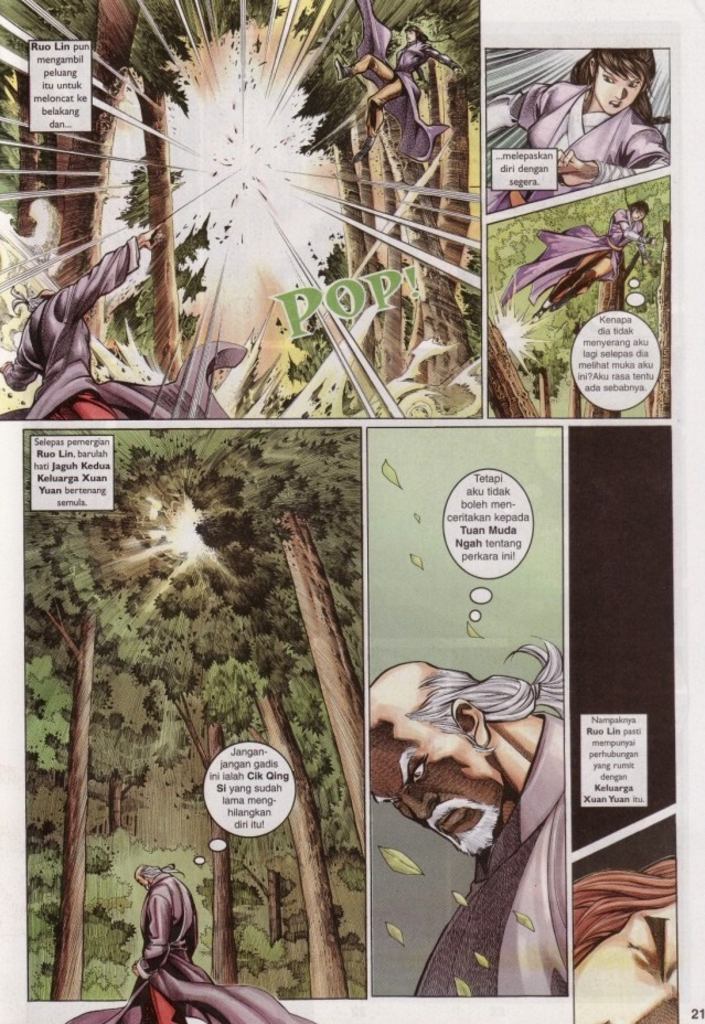 Ruo Lin pun
mengambil
peluang
itu untuk
meloncat ke
belakang
dan...
POP!
...melepaskan
diri dengan
segera.
Kenapa
dia tidak
menyerang aku
lagi selepas dia
melihat muka aku
ini?Aku rasa tentu
ada sebabnya.
Selepas pemergian
Ruo Lin, barulah
hati Jaguh Kedua
Keluarga Xuan
Yuan bertenang
semula.
Jangan-
jangan gadis
ini ialah Cik Qing
Si yang sudah
lama meng-
hilangkan
diri itu!
Tetapi
aku tidak
boleh men-
ceritakan kepada
Tuan Muda
Ngah tentang
perkara ini!
Nampaknya
Ruo Lin pasti
mempunyai
perhubungan
yang rumit
dengan
Keluarga
Xuan Yuan itu.
21